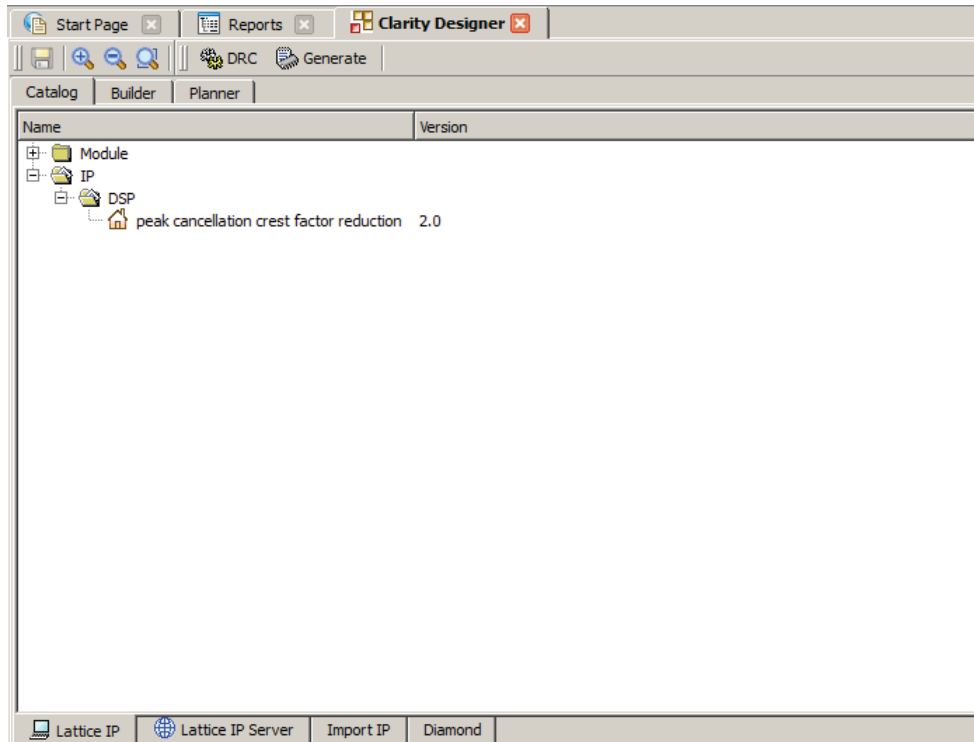 Start Page Reports Clarity Designer
DRC Generate
Catalog Builder Planner
Name Version
Module
IP
DSP
peak cancellation crest factor reduction 2.0
Lattice IP Lattice IP Server Import IP Diamond